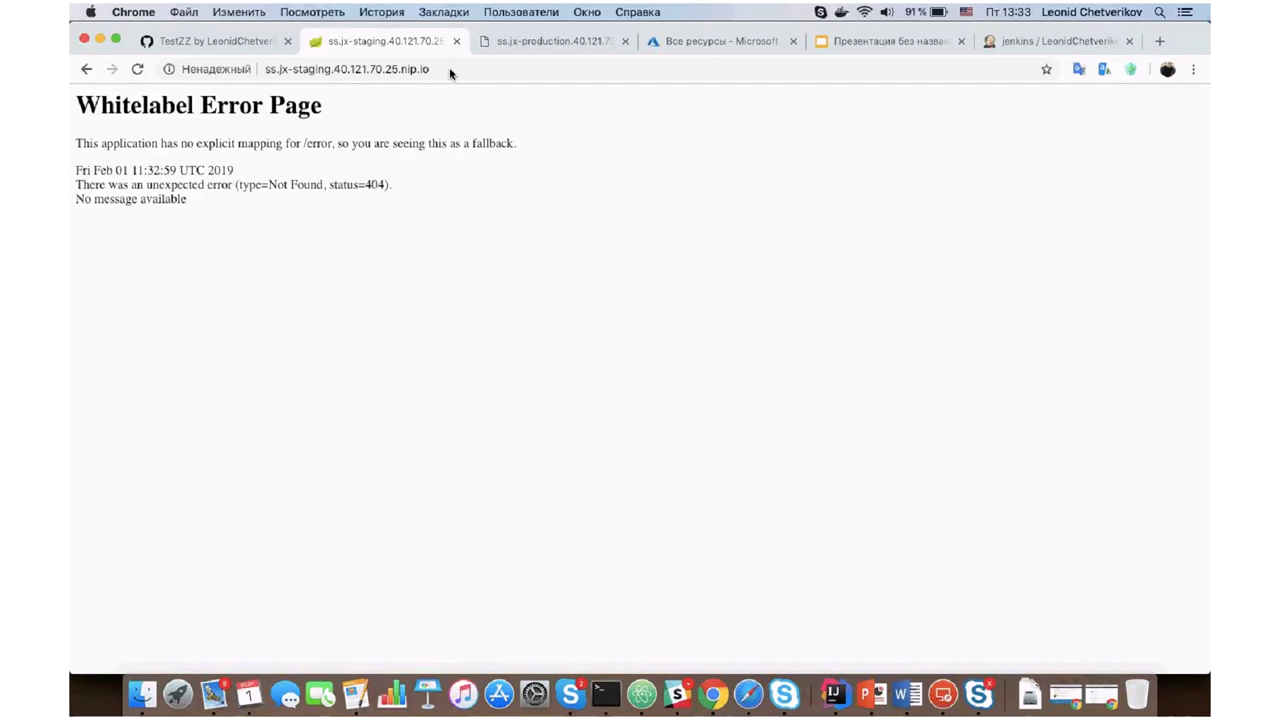 Chrome Файл Изменить Посмотреть История Закладки Пользователи Окно Справка 91 % Пт 13:33 Leonid Chetverikov
TestZZ by LeonidChetveri ss.jx-staging.40.121.70.25 ss.jx-production.40.121.70 Все ресурсы - Microsoft Презентация без назван jenkins / LeonidChetverik
Ненадежный ss.jx-staging.40.121.70.25.nip.io
Whitelabel Error Page
This application has no explicit mapping for /error, so you are seeing this as a fallback.
Fri Feb 01 11:32:59 UTC 2019
There was an unexpected error (type=Not Found, status=404).
No message available